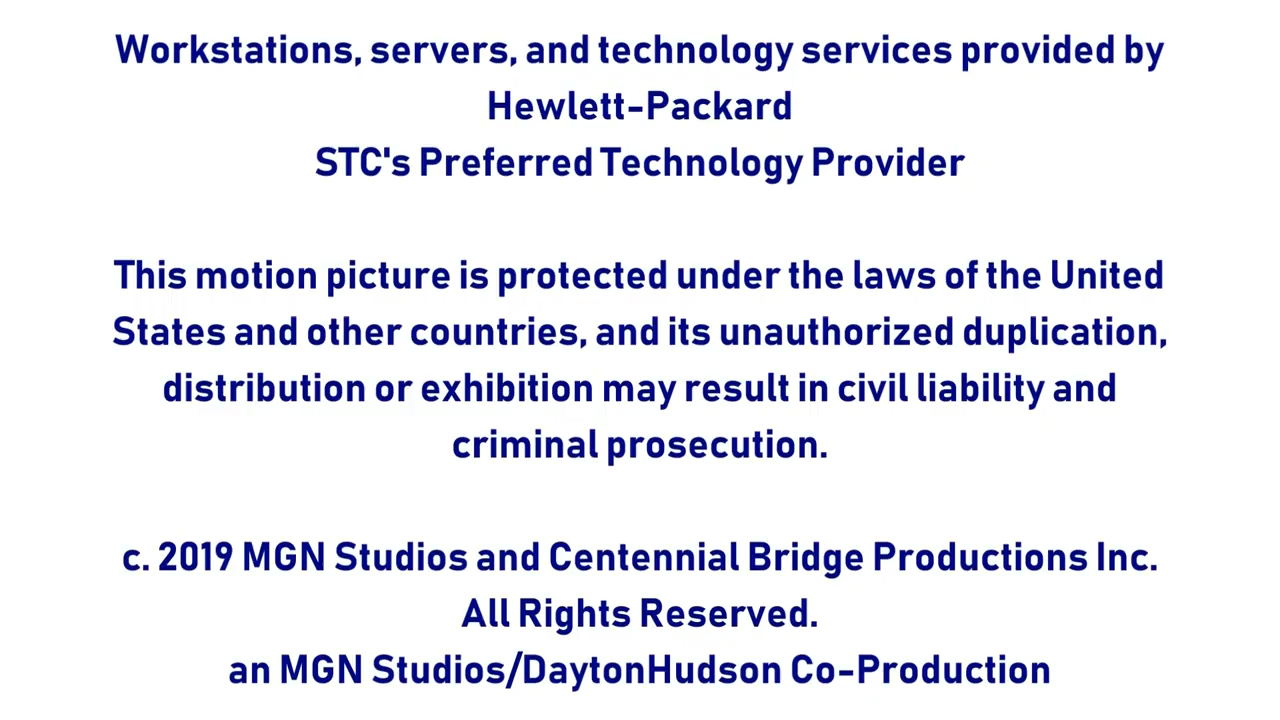 Workstations, servers, and technology services provided by
Hewlett-Packard
STC's Preferred Technology Provider
This motion picture is protected under the laws of the United
States and other countries, and its unauthorized duplication,
distribution or exhibition may result in civil liability and
criminal prosecution.
c. 2019 MGN Studios and Centennial Bridge Productions Inc.
All Rights Reserved.
an MGN Studios/DaytonHudson Co-Production